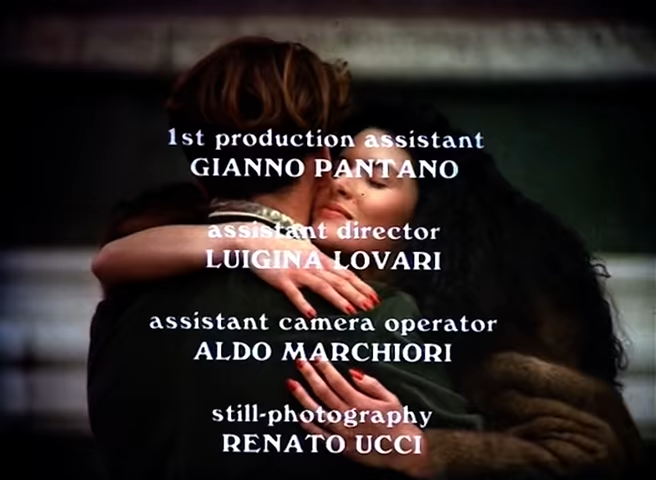 1st production assistant
GIANNO PANTANO
assistant director
LUIGINA LOVARI
assistant camera operator
ALDO MARCHIORI
still-photography
RENATO UCCI